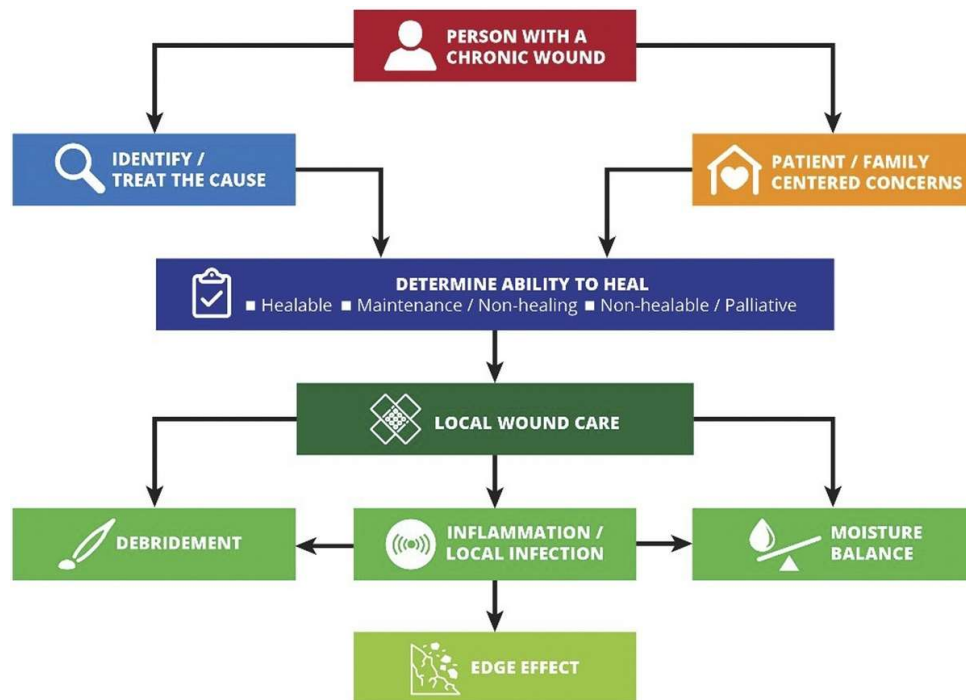 PERSON WITH A
CHRONIC WOUND
IDENTIFY /
TREAT THE CAUSE
PATIENT / FAMILY
CENTERED CONCERNS
DETERMINE ABILITY TO HEAL
■ Healable ■ Maintenance / Non-healing ■ Non-healable / Palliative
LOCAL WOUND CARE
DEBRIDEMENT
INFLAMMATION /
LOCAL INFECTION
MOISTURE
BALANCE
EDGE EFFECT